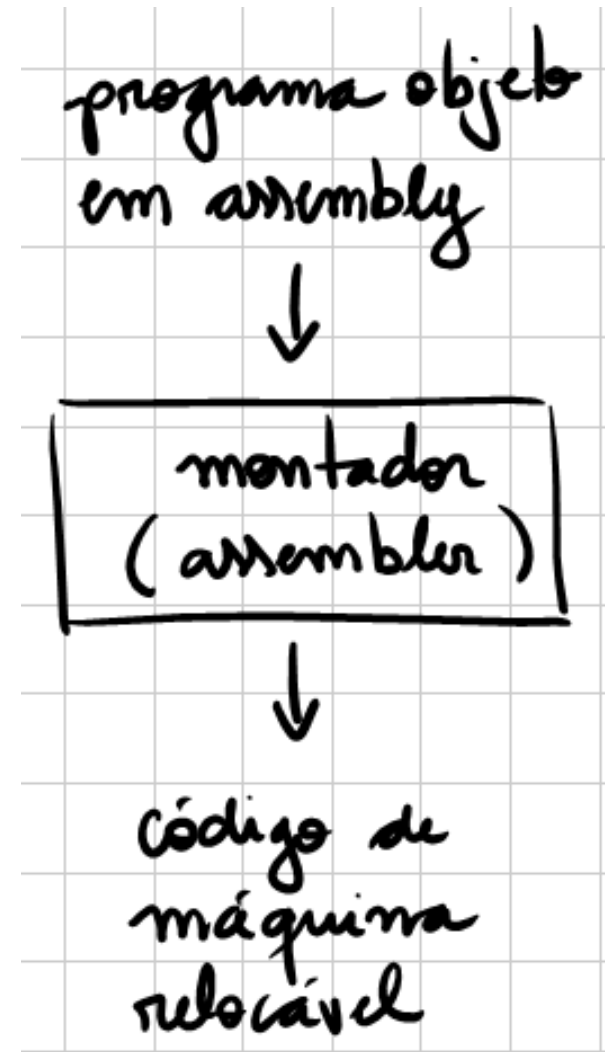 programa objeto
em assembly
montador
(assembler)
código de
máquina
relocável